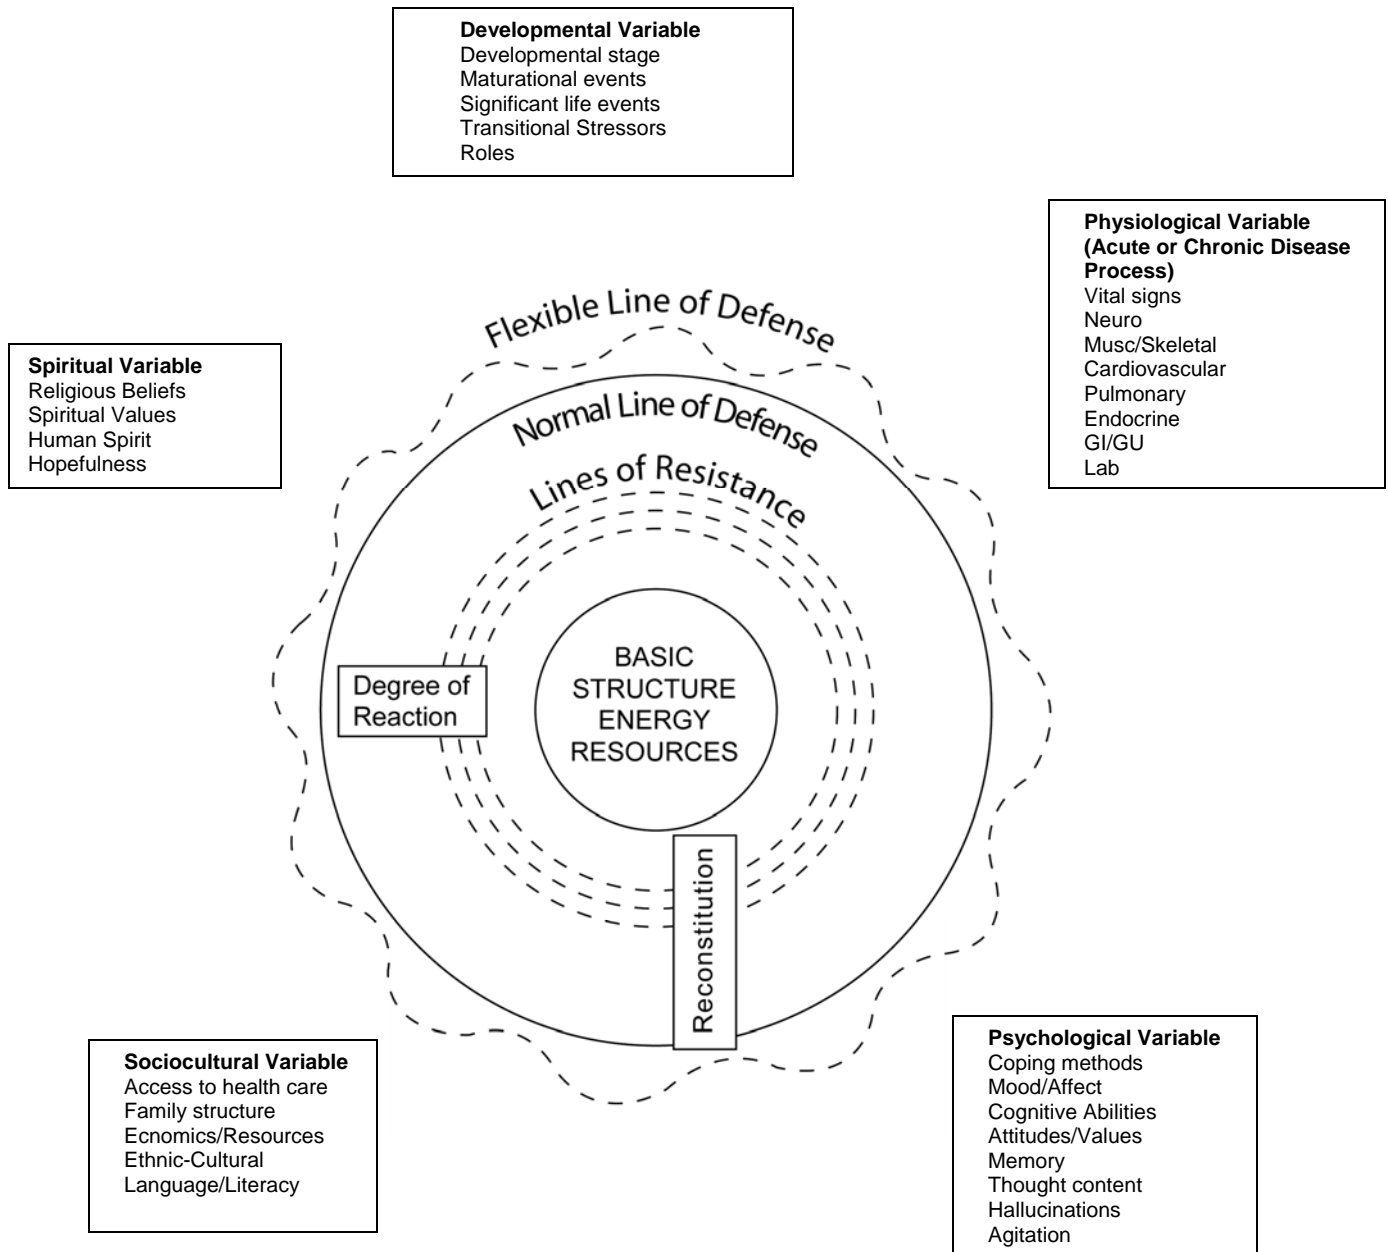 Developmental Variable
Developmental stage
Maturational events
Significant life events
Transitional Stressors
Roles
Physiological Variable
(Acute or Chronic Disease
Process)
Vital signs
Neuro
Musc/Skeletal
Cardiovascular
Pulmonary
Endocrine
GI/GU
Lab
Spiritual Variable
Religious Beliefs
Spiritual Values
Human Spirit
Hopefulness
Flexible Line of Defense
Normal Line of Defense
Lines of Resistance
BASIC
STRUCTURE
ENERGY
RESOURCES
Degree of
Reaction
Reconstitution
Sociocultural Variable
Access to health care
Family structure
Ecnomics/Resources
Ethnic-Cultural
Language/Literacy
Psychological Variable
Coping methods
Mood/Affect
Cognitive Abilities
Attitudes/Values
Memory
Thought content
Hallucinations
Agitation